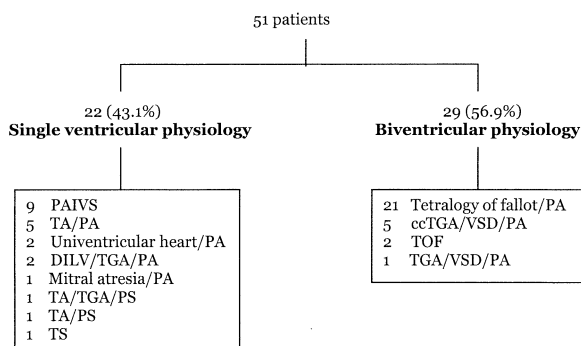 51 patients
22 (43.1%)
Single ventricular physiology
29 (56.9%)
Biventricular physiology
9 PAIVS
5 TA/PA
2 Univentricular heart/PA
2 DILV/TGA/PA
1 Mitral atresia/PA
1 TA/TGA/PS
1 TA/PS
1 TS
21 Tetralogy of fallot/PA
5 ccTGA/VSD/PA
2 TOF
1 TGA/VSD/PA